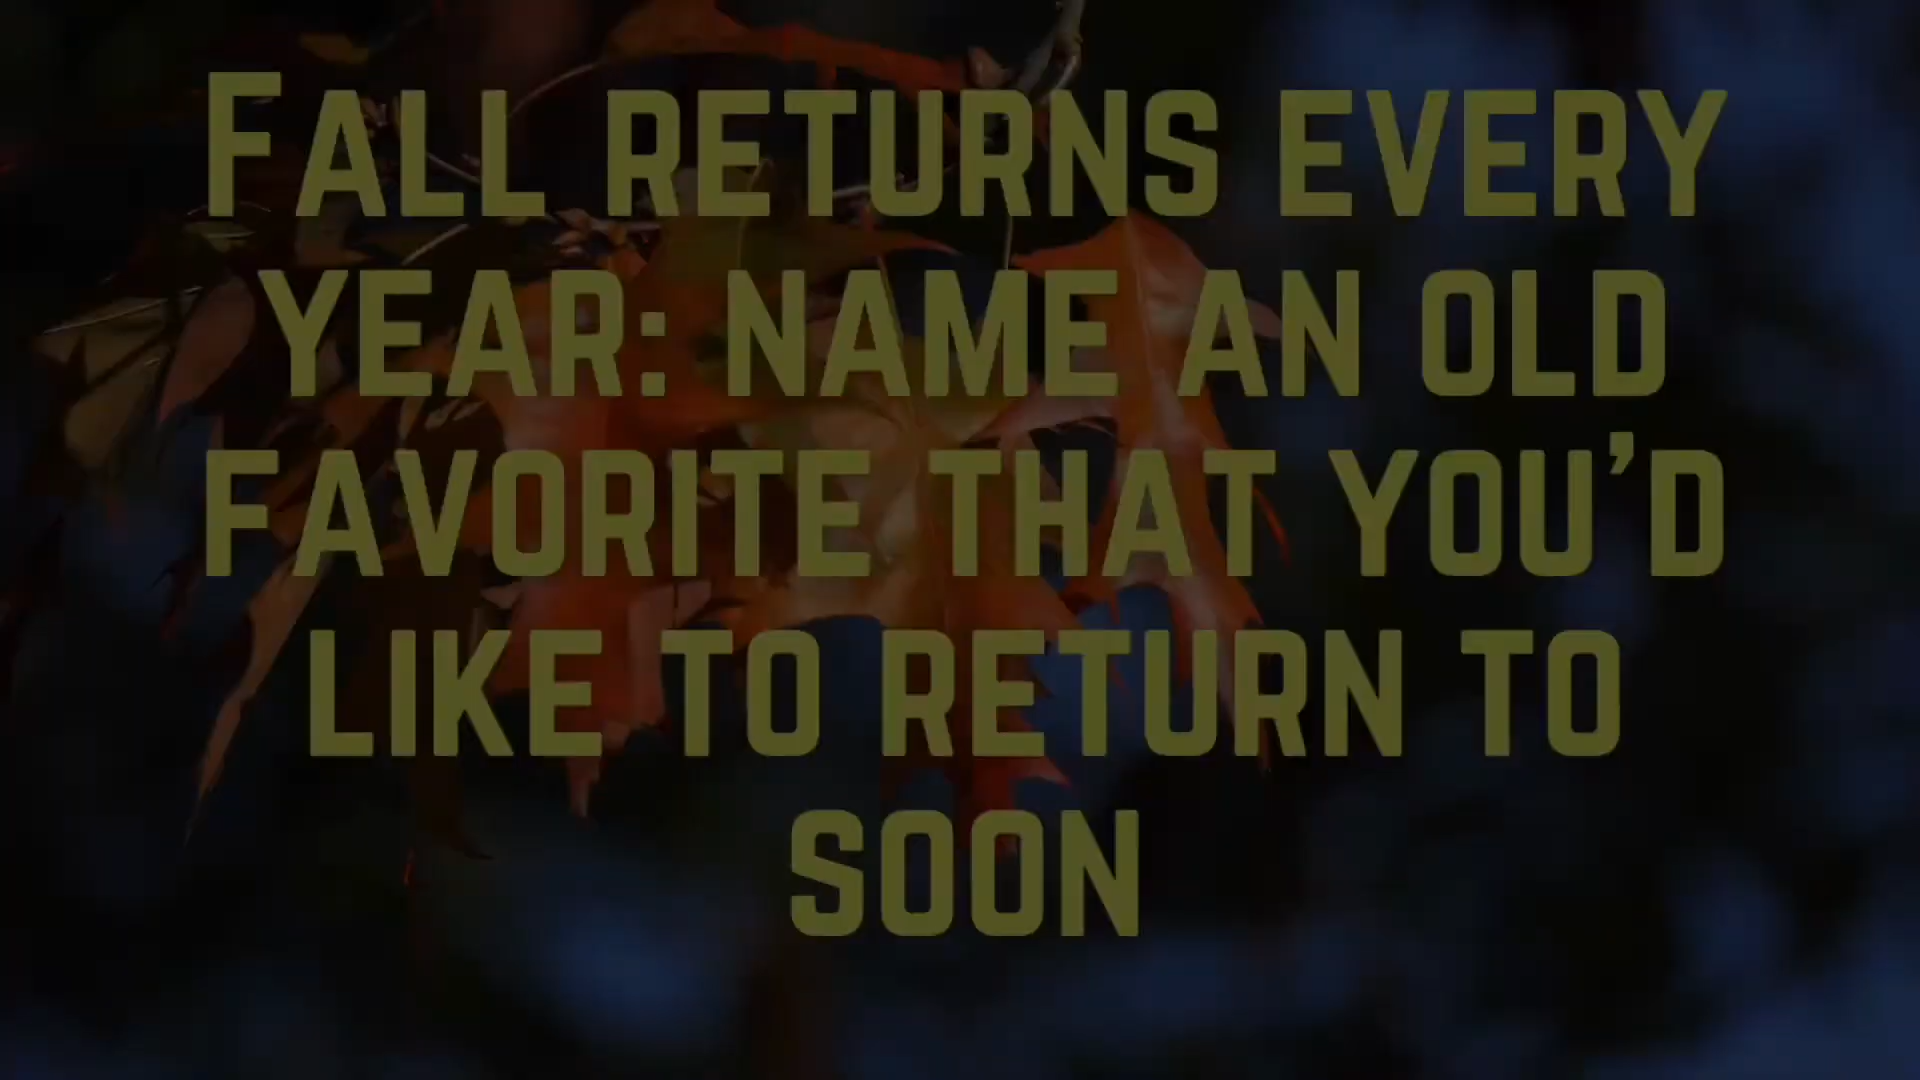 Fall returns every
year: name an old
favorite that you'd
like to return to
soon